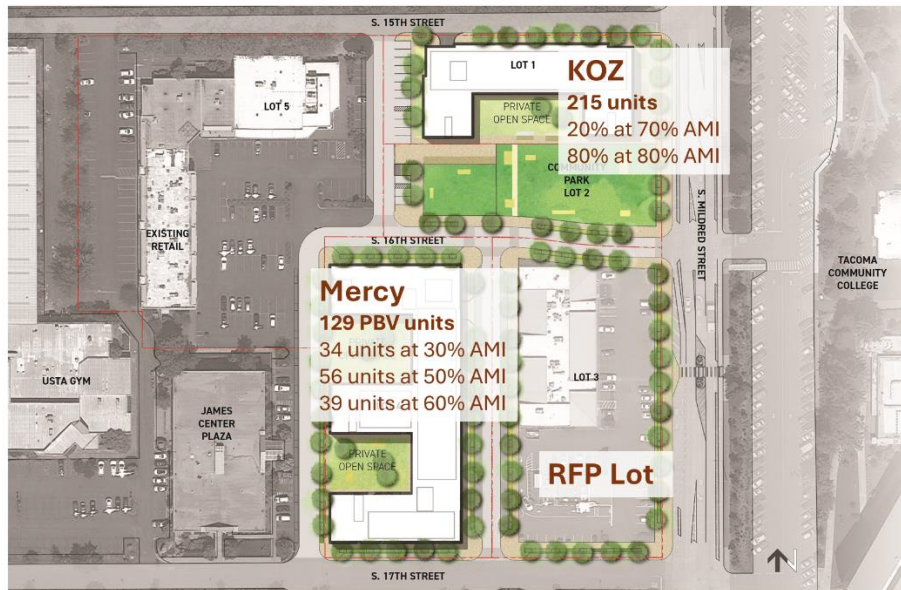 S. 15TH STREET
LOT 1
KOZ
215 units
20% at 70% AMI
80% at 80% AMI
LOT 5
PRIVATE
OPEN SPACE
COMMUNITY
PARK
LOT 2
S. MILDRED STREET
EXISTING
RETAIL
S. 16TH STREET
TACOMA
COMMUNITY
COLLEGE
Mercy
129 PBV units
34 units at 30% AMI
56 units at 50% AMI
39 units at 60% AMI
LOT 3
USTA GYM
JAMES
CENTER
PLAZA
PRIVATE
OPEN SPACE
RFP Lot
S. 17TH STREET
N